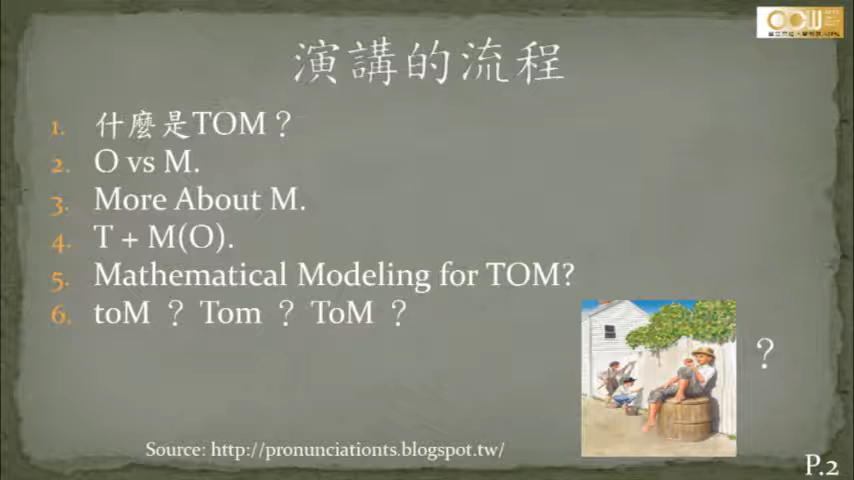 OCW
演講的流程
1. 什麼是TOM？
2. O vs M.
3. More About M.
4. T + M(O).
5. Mathematical Modeling for TOM?
6. toM ？ Tom ？ ToM ？
？
Source: http://pronunciationts.blogspot.tw/
P.2